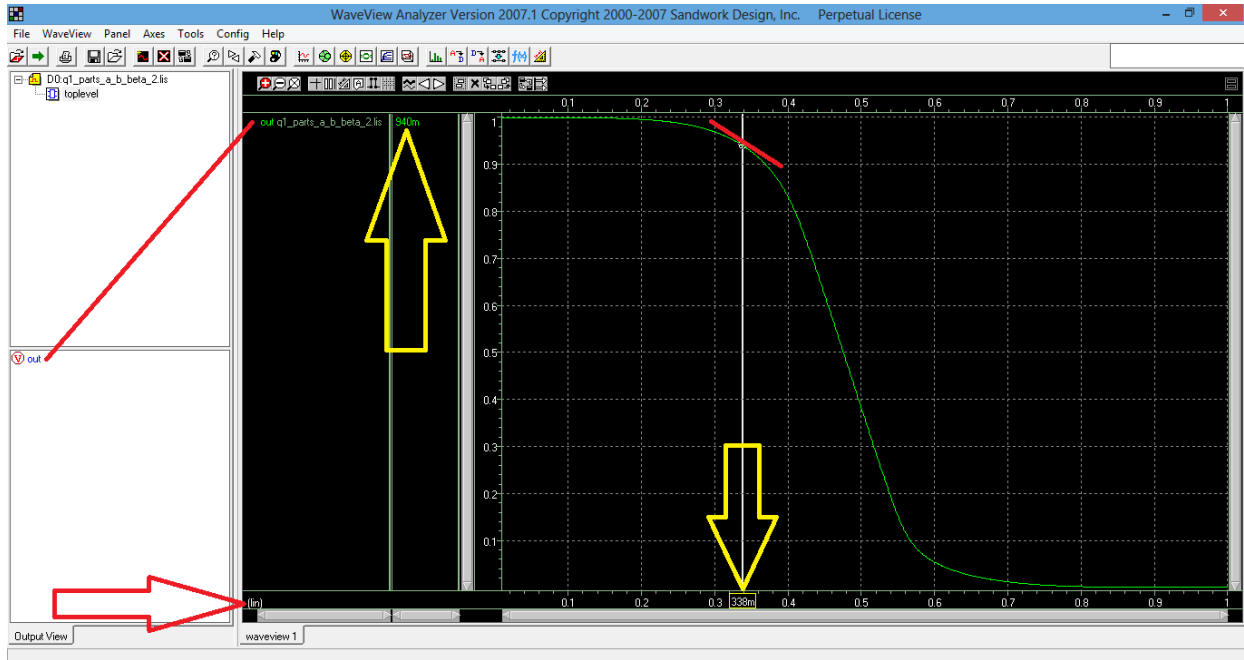 WaveView Analyzer Version 2007.1 Copyright 2000-2007 Sandwork Design, Inc. Perpetual License
File WaveView Panel Axes Tools Config Help
D0:q1_parts_a_b_beta_2.lis
toplevel
0.1 0.2 0.3 0.4 0.5 0.6 0.7 0.8 0.9 1
out q1_parts_a_b_beta_2.lis 940m
1
0.9
0.8
0.7
0.6
0.5
V out
0.4
0.3
0.2
0.1
(lin) 0.1 0.2 0.3 338m 0.4 0.5 0.6 0.7 0.8 0.9 1
Output View waveview 1